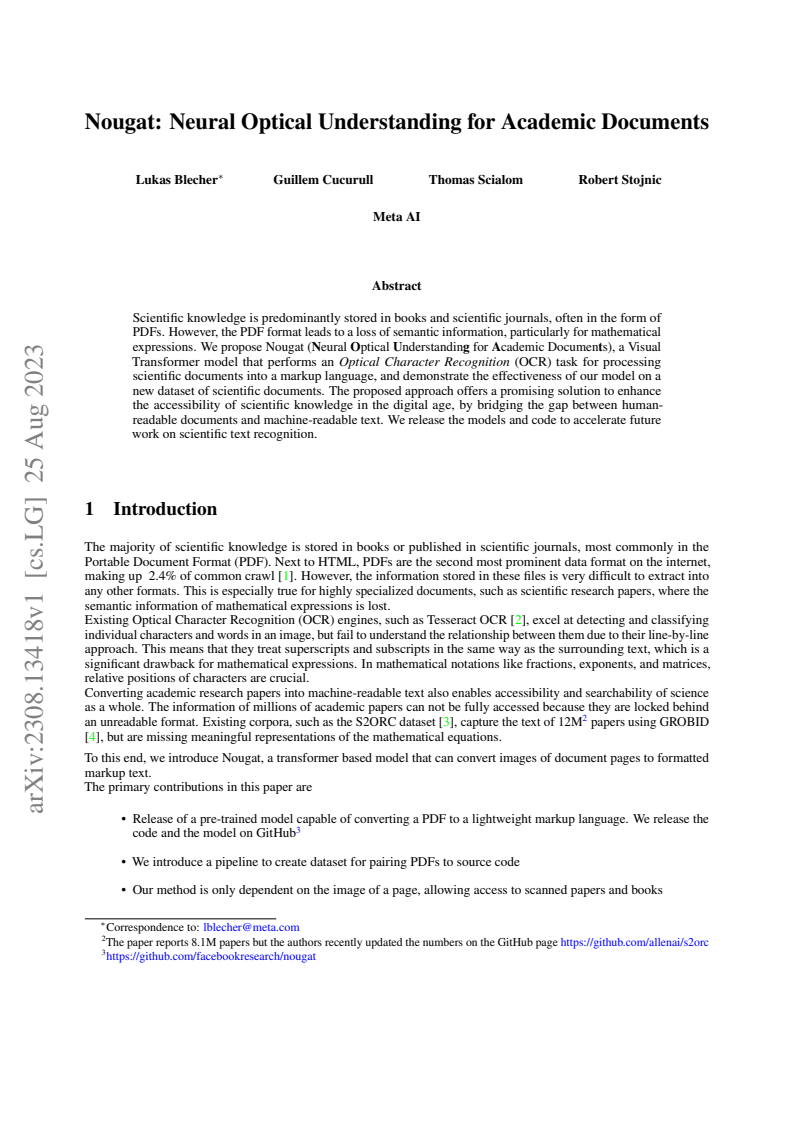 Nougat: Neural Optical Understanding for Academic Documents
Lukas Blecher* Guillem Cucurull Thomas Scialom Robert Stojnic
Meta AI
Abstract
Scientific knowledge is predominantly stored in books and scientific journals, often in the form of
PDFs. However, the PDF format leads to a loss of semantic information, particularly for mathematical
expressions. We propose Nougat (Neural Optical Understanding for Academic Documents), a Visual
Transformer model that performs an Optical Character Recognition (OCR) task for processing
scientific documents into a markup language, and demonstrate the effectiveness of our model on a
new dataset of scientific documents. The proposed approach offers a promising solution to enhance
the accessibility of scientific knowledge in the digital age, by bridging the gap between human-
readable documents and machine-readable text. We release the models and code to accelerate future
work on scientific text recognition.
1 Introduction
The majority of scientific knowledge is stored in books or published in scientific journals, most commonly in the
Portable Document Format (PDF). Next to HTML, PDFs are the second most prominent data format on the internet,
making up 2.4% of common crawl [1]. However, the information stored in these files is very difficult to extract into
any other formats. This is especially true for highly specialized documents, such as scientific research papers, where the
semantic information of mathematical expressions is lost.
Existing Optical Character Recognition (OCR) engines, such as Tesseract OCR [2], excel at detecting and classifying
individual characters and words in an image, but fail to understand the relationship between them due to their line-by-line
approach. This means that they treat superscripts and subscripts in the same way as the surrounding text, which is a
significant drawback for mathematical expressions. In mathematical notations like fractions, exponents, and matrices,
relative positions of characters are crucial.
Converting academic research papers into machine-readable text also enables accessibility and searchability of science
as a whole. The information of millions of academic papers can not be fully accessed because they are locked behind
an unreadable format. Existing corpora, such as the S2ORC dataset [3], capture the text of 12M² papers using GROBID
[4], but are missing meaningful representations of the mathematical equations.
To this end, we introduce Nougat, a transformer based model that can convert images of document pages to formatted
markup text.
The primary contributions in this paper are
• Release of a pre-trained model capable of converting a PDF to a lightweight markup language. We release the
code and the model on GitHub³
• We introduce a pipeline to create dataset for pairing PDFs to source code
• Our method is only dependent on the image of a page, allowing access to scanned papers and books
*Correspondence to: lblecher@meta.com
²The paper reports 8.1M papers but the authors recently updated the numbers on the GitHub page https://github.com/allenai/s2orc
³https://github.com/facebookresearch/nougat
arXiv:2308.13418v1 [cs.LG] 25 Aug 2023